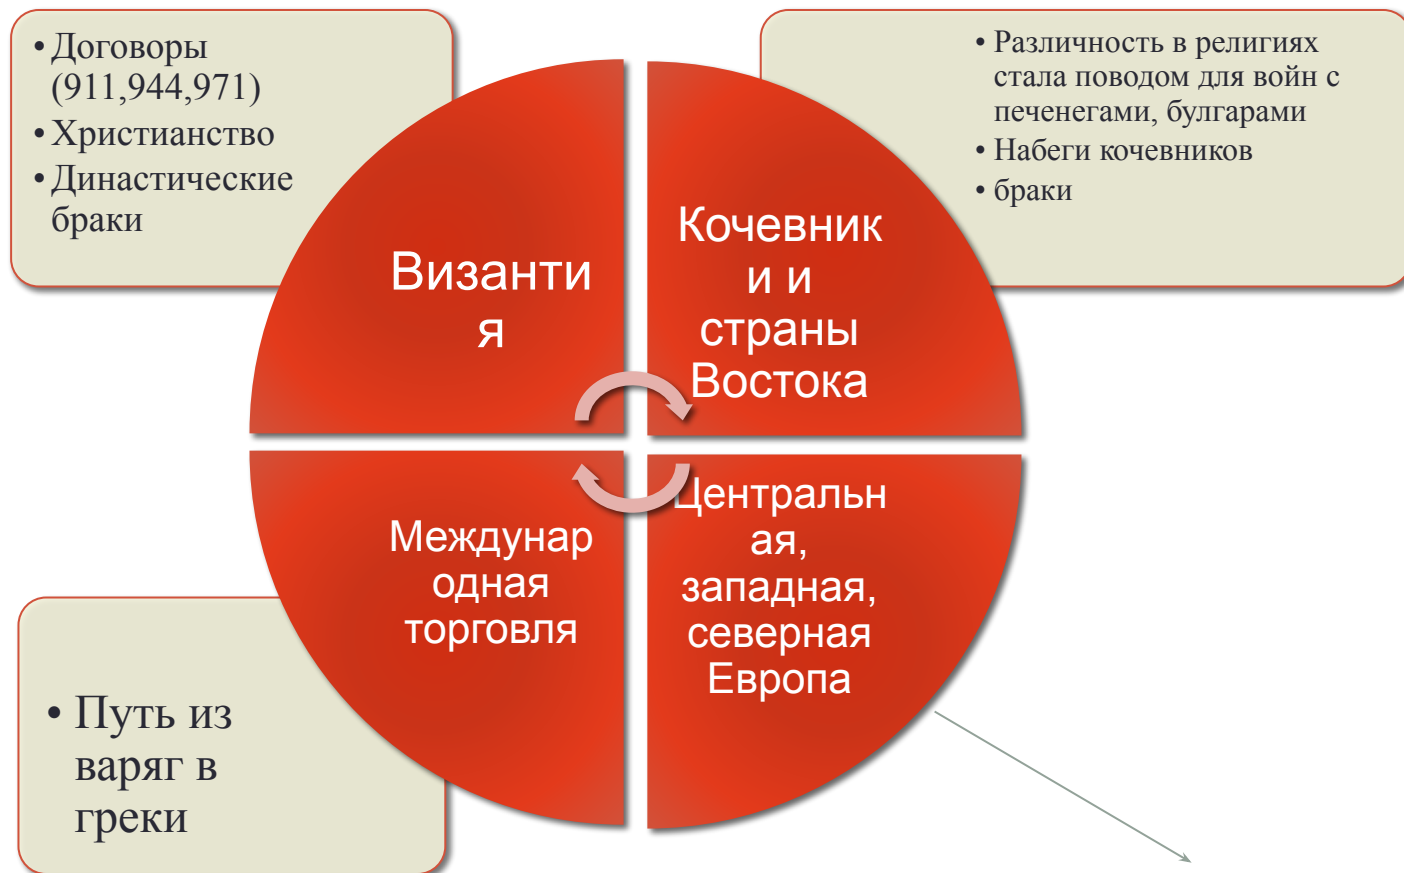 • Договоры
(911,944,971)
• Христианство
• Династические
браки
• Различность в религиях
стала поводом для войн с
печенегами, булгарами
• Набеги кочевников
• браки
Византи
я
Кочевник
и и
страны
Востока
Междунар
одная
торговля
Центральн
ая,
западная,
северная
Европа
• Путь из
варяг в
греки